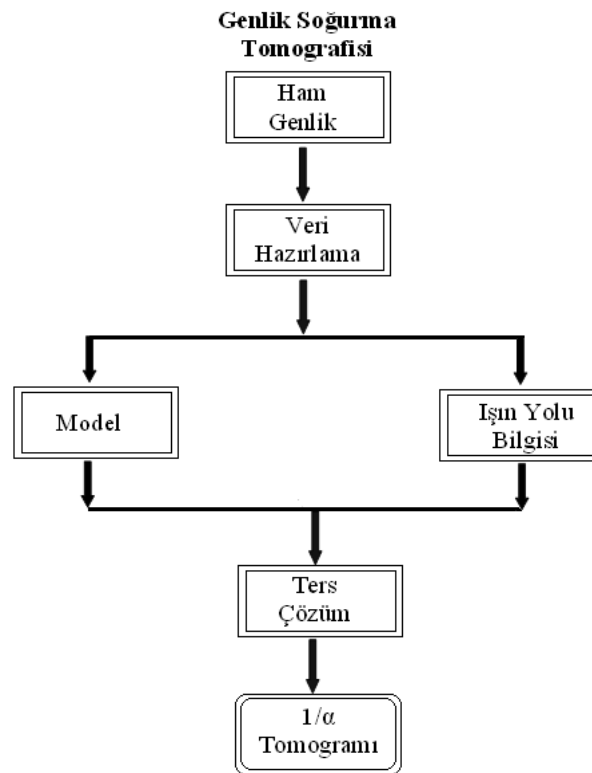 Genlik Soğurma
Tomografisi
Ham
Genlik
Veri
Hazırlama
Model
Işın Yolu
Bilgisi
Ters
Çözüm
1/α
Tomogramı